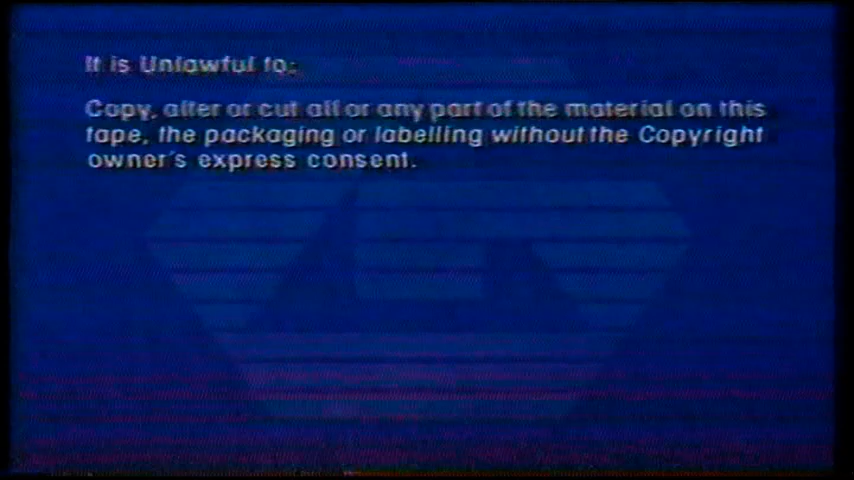 It is Unlawful to:
Copy, alter or cut all or any part of the material on this
tape, the packaging or labelling without the Copyright
owner's express consent.